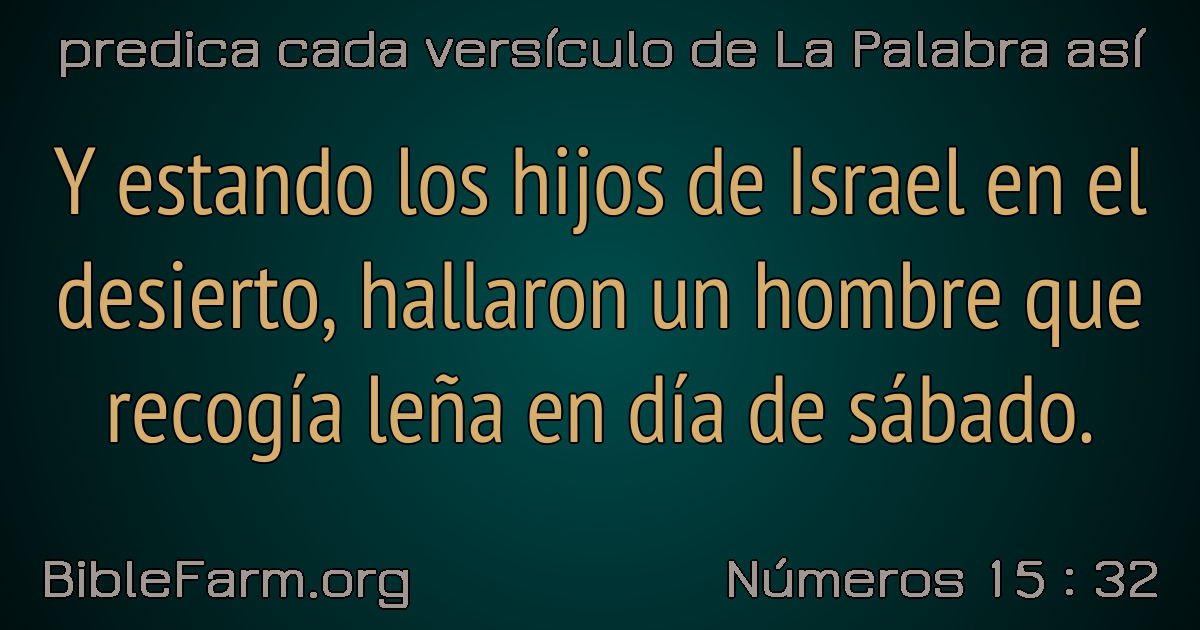 predica cada versículo de La Palabra así
Y estando los hijos de Israel en el
desierto, hallaron un hombre que
recogía leña en día de sábado.
BibleFarm.org
Números 15 : 32